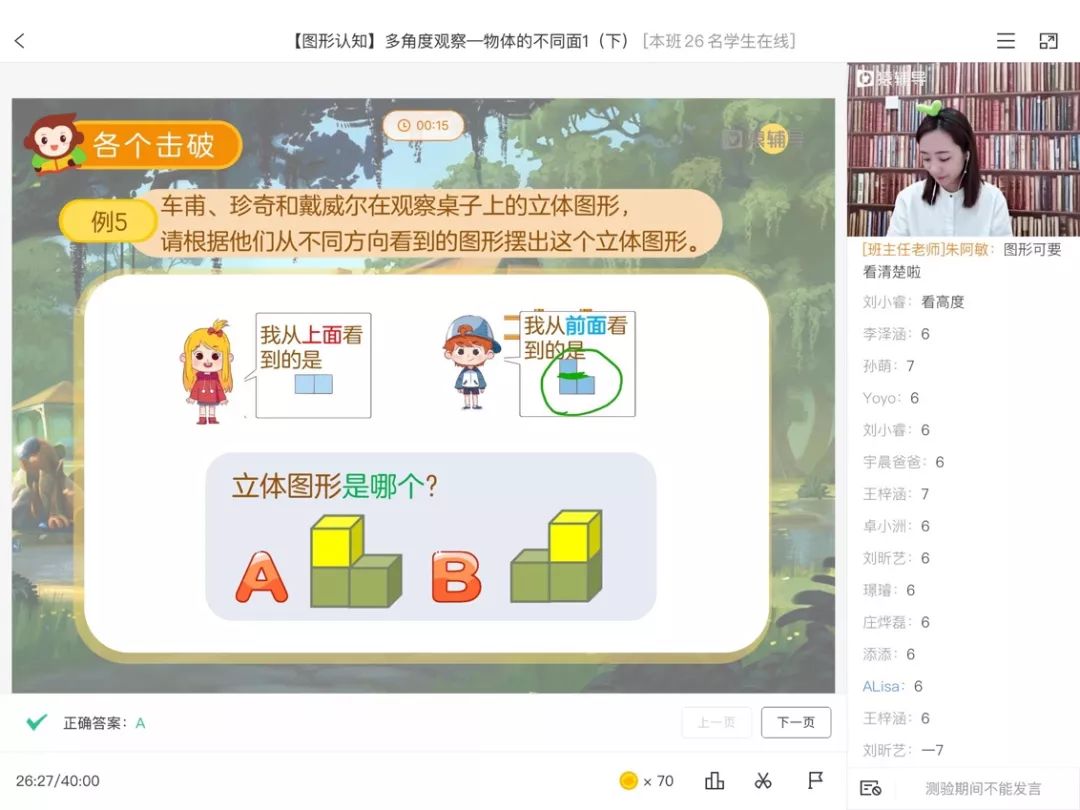 【图形认知】多角度观察—物体的不同面1（下） [本班26名学生在线]
各个击破
00:15
猿辅导
例5
车甫、珍奇和戴威尔在观察桌子上的立体图形，
请根据他们从不同方向看到的图形摆出这个立体图形。
我从上面看
到的是
我从前面看
到的是
立体图形是哪个？
A
B
正确答案：A
上一页
下一页
26:27/40:00
× 70
猿辅导
[班主任老师]朱阿敏：图形可要
看清楚啦
刘小睿：看高度
李泽涵：6
孙萌：7
Yoyo：6
刘小睿：6
宇晨爸爸：6
王梓涵：7
卓小洲：6
刘昕艺：6
璟璿：6
庄烨磊：6
添添：6
ALisa：6
王梓涵：6
刘昕艺：一7
测验期间不能发言